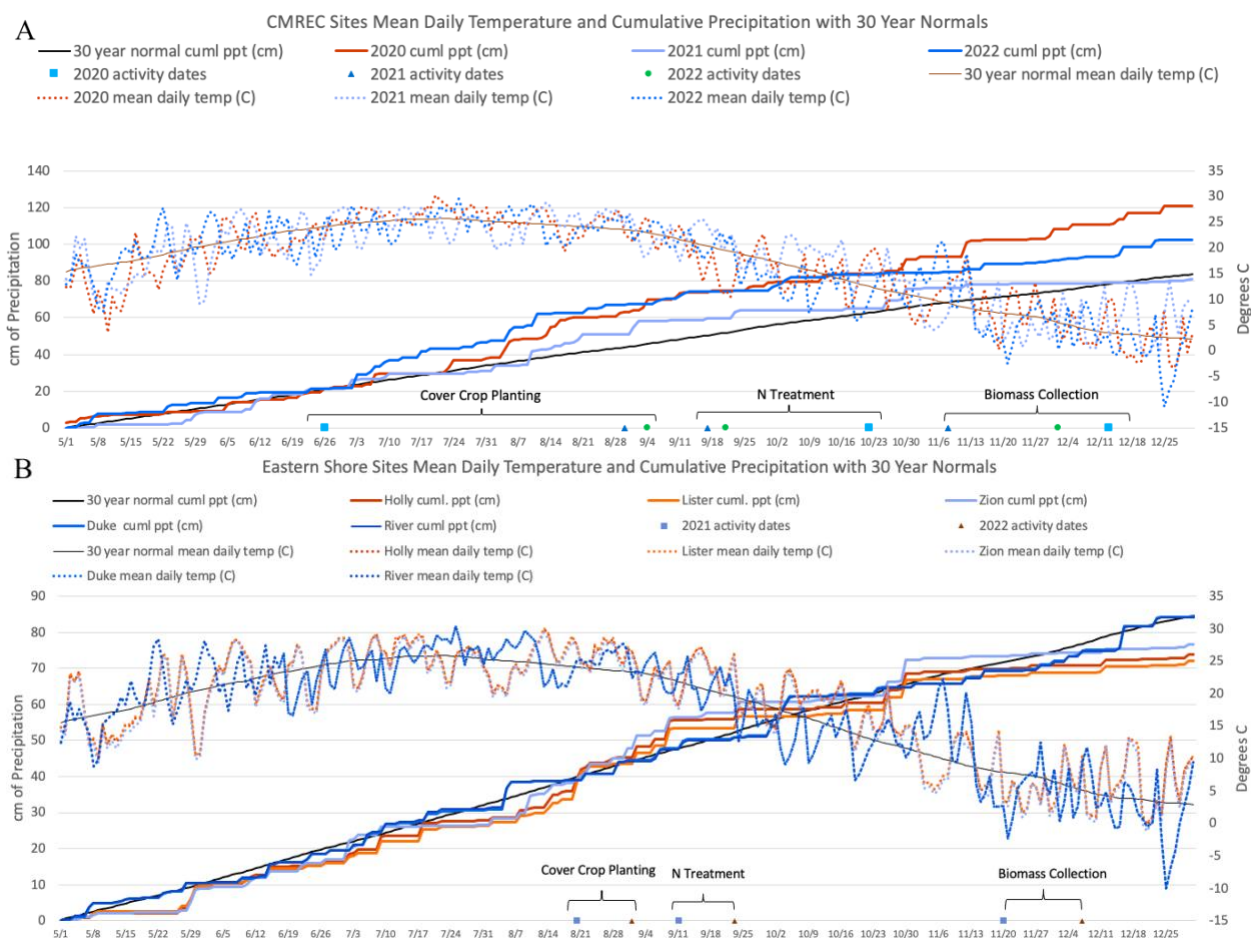 A
CMREC Sites Mean Daily Temperature and Cumulative Precipitation with 30 Year Normals
30 year normal cuml ppt (cm) 2020 cuml ppt (cm) 2021 cuml ppt (cm) 2022 cuml ppt (cm)
2020 activity dates 2021 activity dates 2022 activity dates 30 year normal mean daily temp (C)
2020 mean daily temp (C) 2021 mean daily temp (C) 2022 mean daily temp (C)
cm of Precipitation
140
120
100
80
60
40
20
0
35
30
25
20
15
10
5
0
-5
-10
-15
Degrees C
Cover Crop Planting N Treatment Biomass Collection
5/1 5/8 5/15 5/22 5/29 6/5 6/12 6/19 6/26 7/3 7/10 7/17 7/24 7/31 8/7 8/14 8/21 8/28 9/4 9/11 9/18 9/25 10/2 10/9 10/16 10/23 10/30 11/6 11/13 11/20 11/27 12/4 12/11 12/18 12/25
B
Eastern Shore Sites Mean Daily Temperature and Cumulative Precipitation with 30 Year Normals
30 year normal cuml ppt (cm) Holly cuml. ppt (cm) Lister cuml. ppt (cm) Zion cuml ppt (cm)
Duke cuml ppt (cm) River cuml ppt (cm) 2021 activity dates 2022 activity dates
30 year normal mean daily temp (C) Holly mean daily temp (C) Lister mean daily temp (C) Zion mean daily temp (C)
Duke mean daily temp (C) River mean daily temp (C)
cm of Precipitation
90
80
70
60
50
40
30
20
10
0
35
30
25
20
15
10
5
0
-5
-10
-15
Degrees C
Cover Crop Planting N Treatment Biomass Collection
5/1 5/8 5/15 5/22 5/29 6/5 6/12 6/19 6/26 7/3 7/10 7/17 7/24 7/31 8/7 8/14 8/21 8/28 9/4 9/11 9/18 9/25 10/2 10/9 10/16 10/23 10/30 11/6 11/13 11/20 11/27 12/4 12/11 12/18 12/25